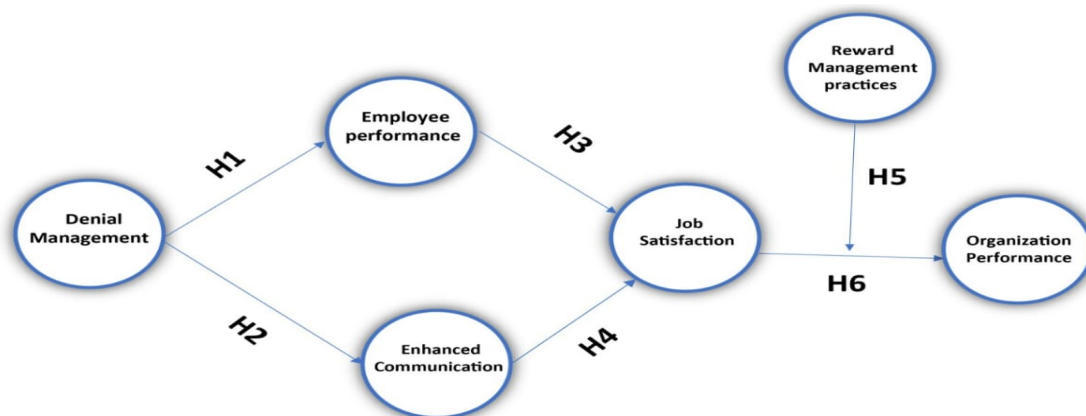 Reward
Management
practices
Employee
performance
H1
H3
H5
Denial
Management
Job
Satisfaction
Organization
Performance
H6
H2
H4
Enhanced
Communication